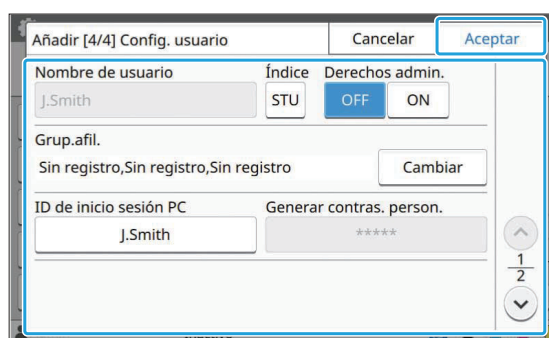 Añadir [4/4] Config. usuario
Cancelar
Aceptar
Nombre de usuario
Índice
Derechos admin.
J.Smith
STU
OFF
ON
Grup.afil.
Sin registro,Sin registro,Sin registro
Cambiar
ID de inicio sesión PC
Generar contras. person.
J.Smith
*****
1
2